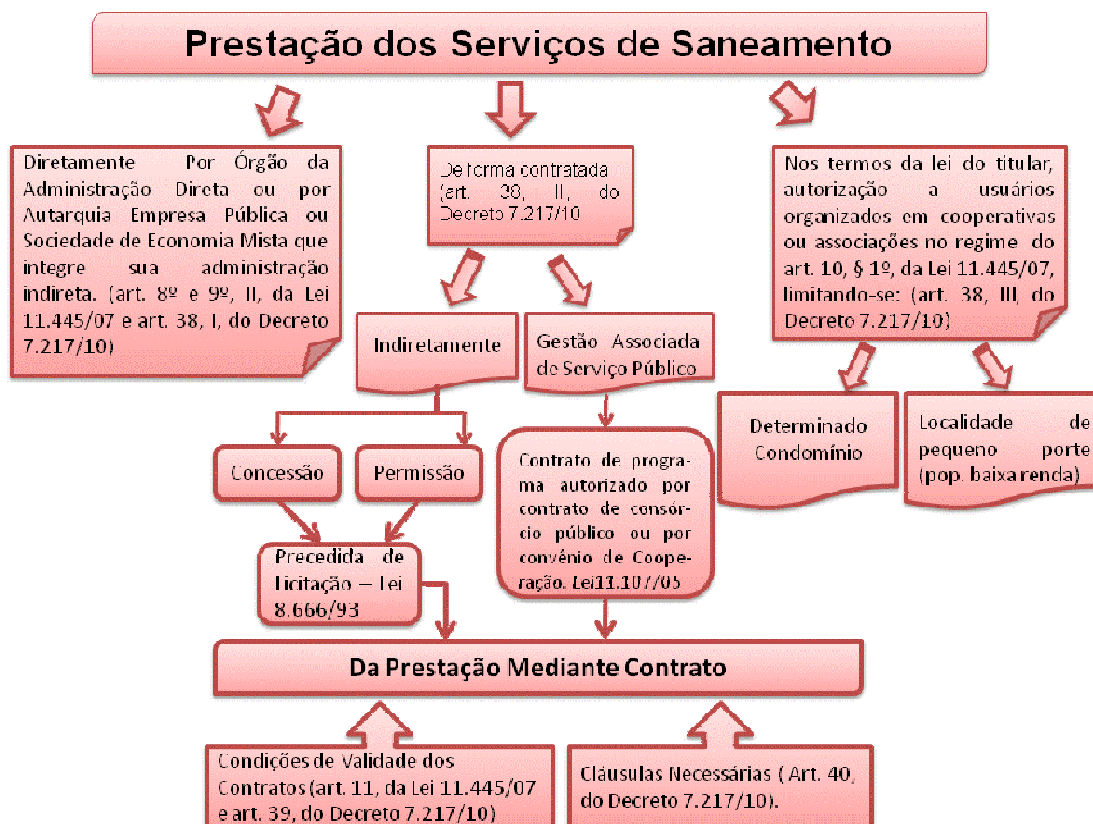 Prestação dos Serviços de Saneamento
Diretamente Por Órgão da
Administração Direta ou por
Autarquia Empresa Pública ou
Sociedade de Economia Mista que
integre sua administração
indireta. (art. 8º e 9º, II, da Lei
11.445/07 e art. 38, I, do Decreto
7.217/10)
De forma contratada
(art. 38, II, do
Decreto 7.217/10
Nos termos da lei do titular,
autorização a usuários
organizados em cooperativas
ou associações no regime do
art. 10, § 1º, da Lei 11.445/07,
limitando-se: (art. 38, III, do
Decreto 7.217/10)
Indiretamente
Gestão Associada
de Serviço Público
Determinado
Condomínio
Localidade de
pequeno porte
(pop. baixa renda)
Concessão
Permissão
Contrato de progra-
ma autorizado por
contrato de consór-
cio público ou por
convênio de Coope-
ração. Lei11.107/05
Precedida de
Licitação – Lei
8.666/93
Da Prestação Mediante Contrato
Condições de Validade dos
Contratos (art. 11, da Lei 11.445/07
e art. 39, do Decreto 7.217/10)
Cláusulas Necessárias ( Art. 40,
do Decreto 7.217/10).